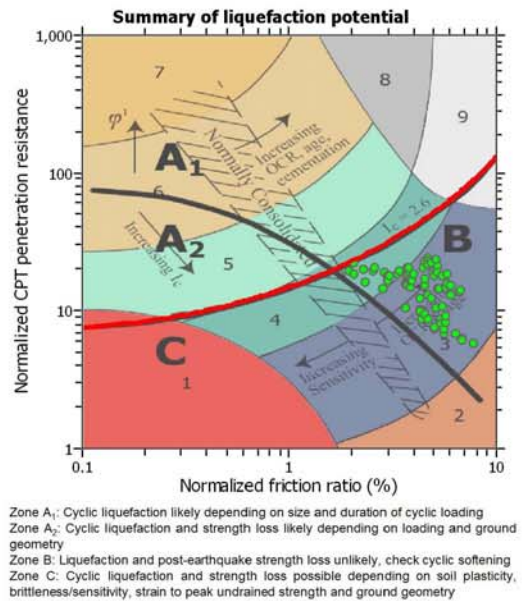 Summary of liquefaction potential
1,000
7
8
9
φ'
A1
Increasing
OCR, age,
cementation
Normally Consolidated
100
6
Ic = 2.6
A2
B
Increasing Ic
5
10
4
C
3
1
Increasing
Sensitivity
2
1
0.1
1
10
Normalized CPT penetration resistance
Normalized friction ratio (%)
Zone A1: Cyclic liquefaction likely depending on size and duration of cyclic loading
Zone A2: Cyclic liquefaction and strength loss likely depending on loading and ground
geometry
Zone B: Liquefaction and post-earthquake strength loss unlikely, check cyclic softening
Zone C: Cyclic liquefaction and strength loss possible depending on soil plasticity,
brittleness/sensitivity, strain to peak undrained strength and ground geometry